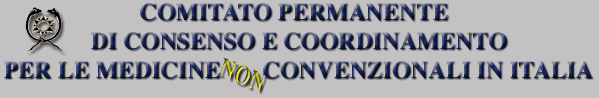 COMITATO PERMANENTE
DI CONSENSO E COORDINAMENTO
PER LE MEDICINE NON CONVENZIONALI IN ITALIA